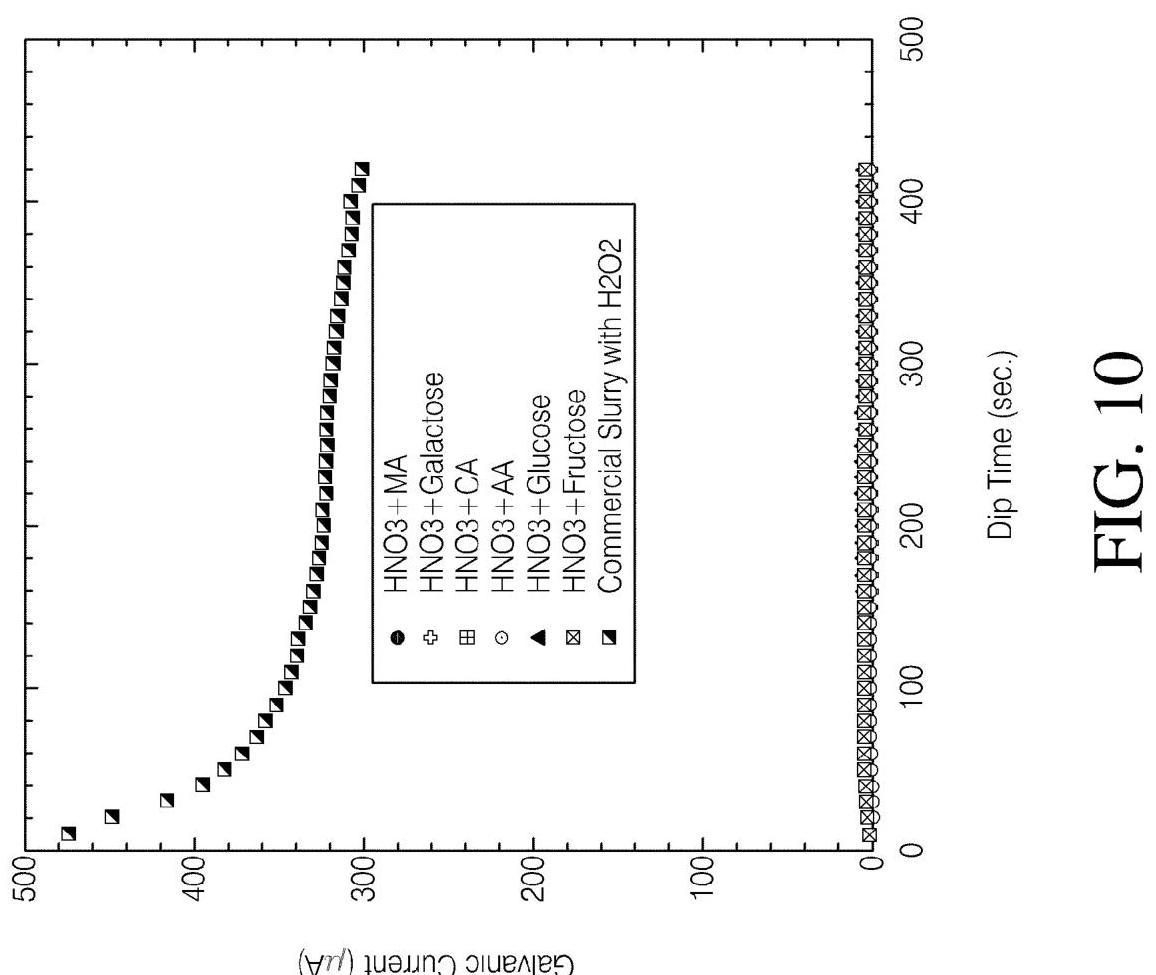 500
400
300
200
100
0
Galvanic Current (μA)
HNO3+MA
HNO3+Galactose
HNO3+CA
HNO3+AA
HNO3+Glucose
HNO3+Fructose
Commercial Slurry with H2O2
0
100
200
300
400
500
Dip Time (sec.)
FIG. 10